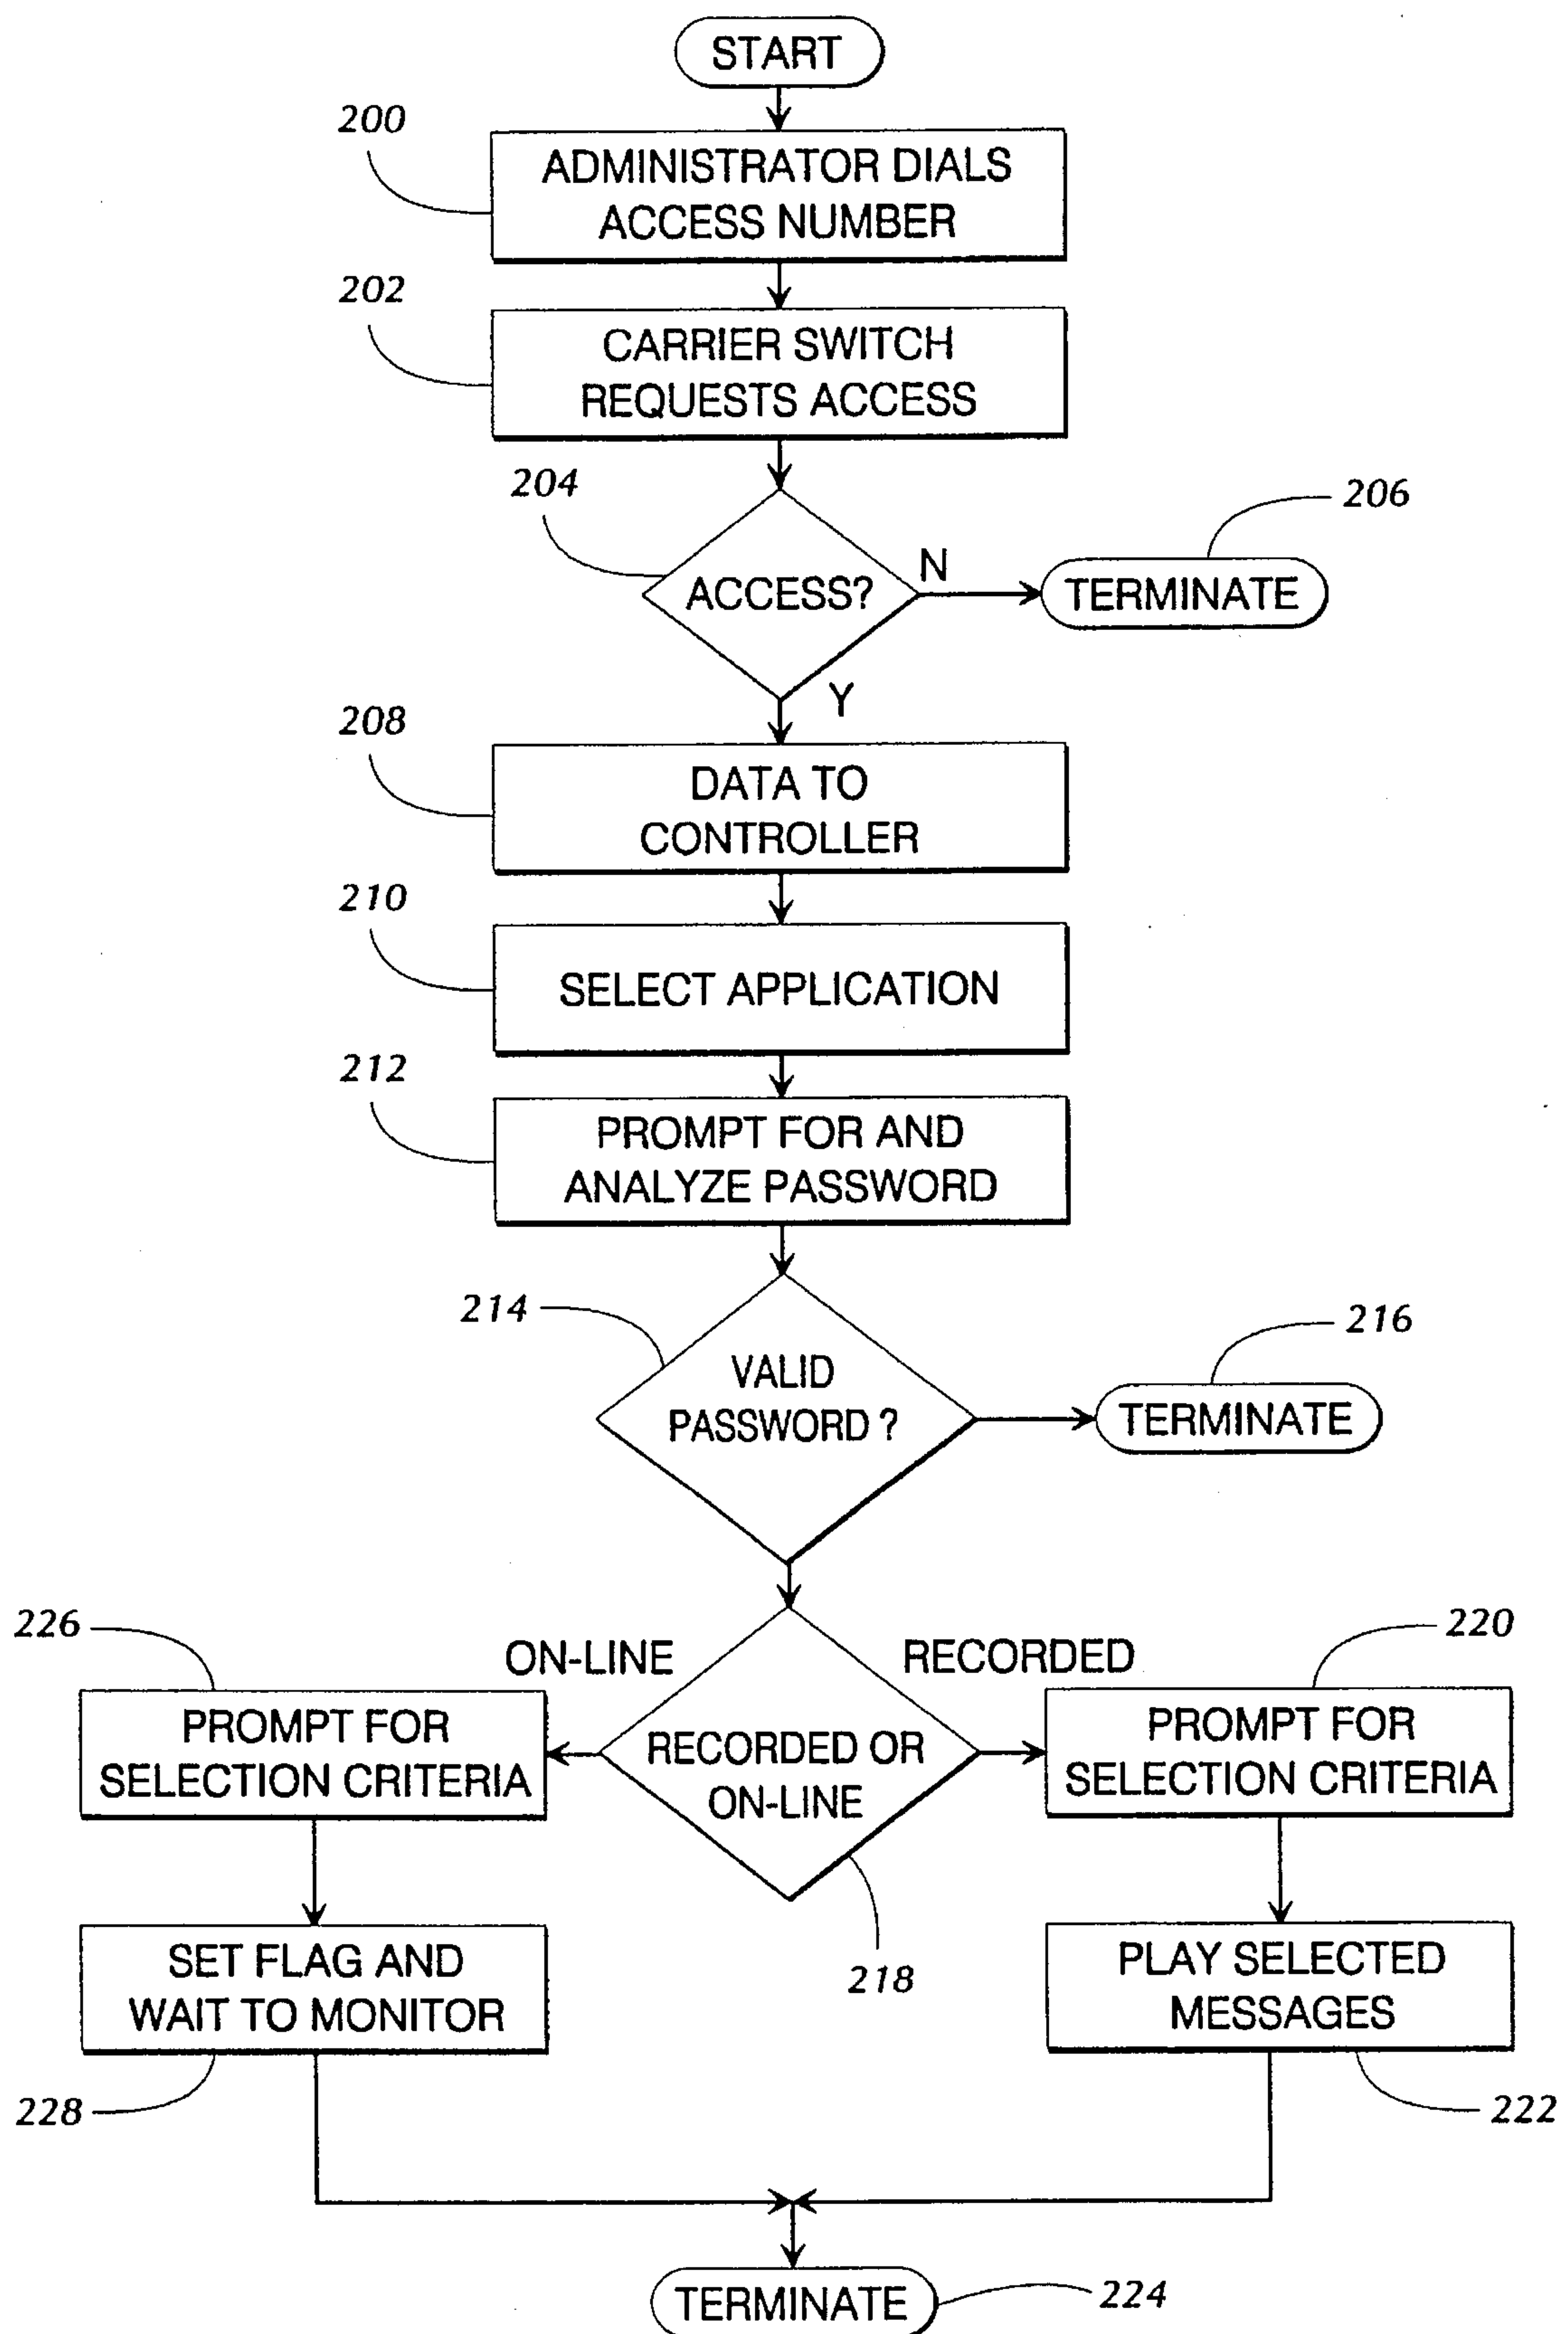 START
200
ADMINISTRATOR DIALS
ACCESS NUMBER
202
CARRIER SWITCH
REQUESTS ACCESS
204
ACCESS?
N
206
TERMINATE
Y
208
DATA TO
CONTROLLER
210
SELECT APPLICATION
212
PROMPT FOR AND
ANALYZE PASSWORD
214
VALID
PASSWORD ?
216
TERMINATE
226
ON-LINE
RECORDED
220
PROMPT FOR
SELECTION CRITERIA
RECORDED OR
ON-LINE
PROMPT FOR
SELECTION CRITERIA
218
SET FLAG AND
WAIT TO MONITOR
228
PLAY SELECTED
MESSAGES
222
TERMINATE
224